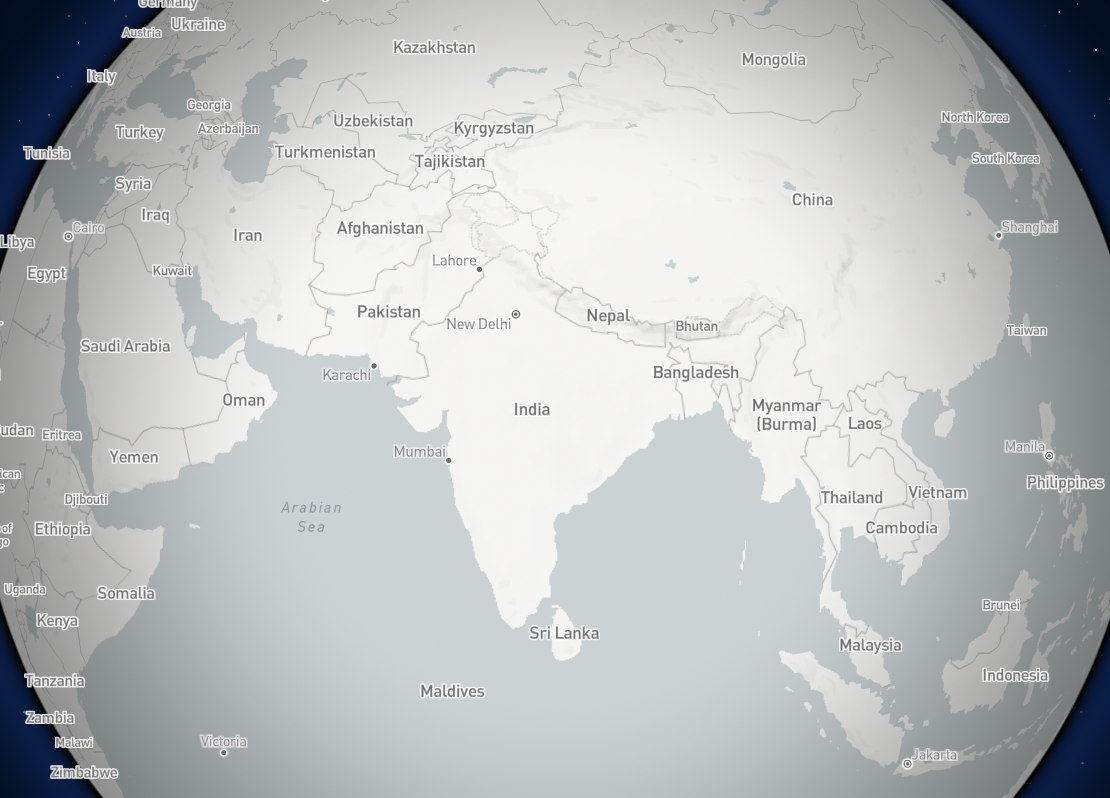 Germany
Austria
Ukraine
Kazakhstan
Mongolia
Italy
Georgia
Azerbaijan
Uzbekistan
Kyrgyzstan
North Korea
Tunisia
Turkey
Turkmenistan
Tajikistan
South Korea
Syria
China
Iraq
Cairo
Iran
Afghanistan
Shanghai
Libya
Egypt
Kuwait
Lahore
Pakistan
New Delhi
Nepal
Bhutan
Taiwan
Saudi Arabia
Karachi
Bangladesh
Oman
India
Myanmar
(Burma)
Laos
udan
Eritrea
Yemen
Mumbai
Manila
ican
Philippines
Djibouti
Arabian
Sea
Thailand
Vietnam
of
go
Ethiopia
Cambodia
Uganda
Somalia
Kenya
Brunei
Sri Lanka
Malaysia
Tanzania
Maldives
Indonesia
Zambia
Malawi
Victoria
Jakarta
Zimbabwe